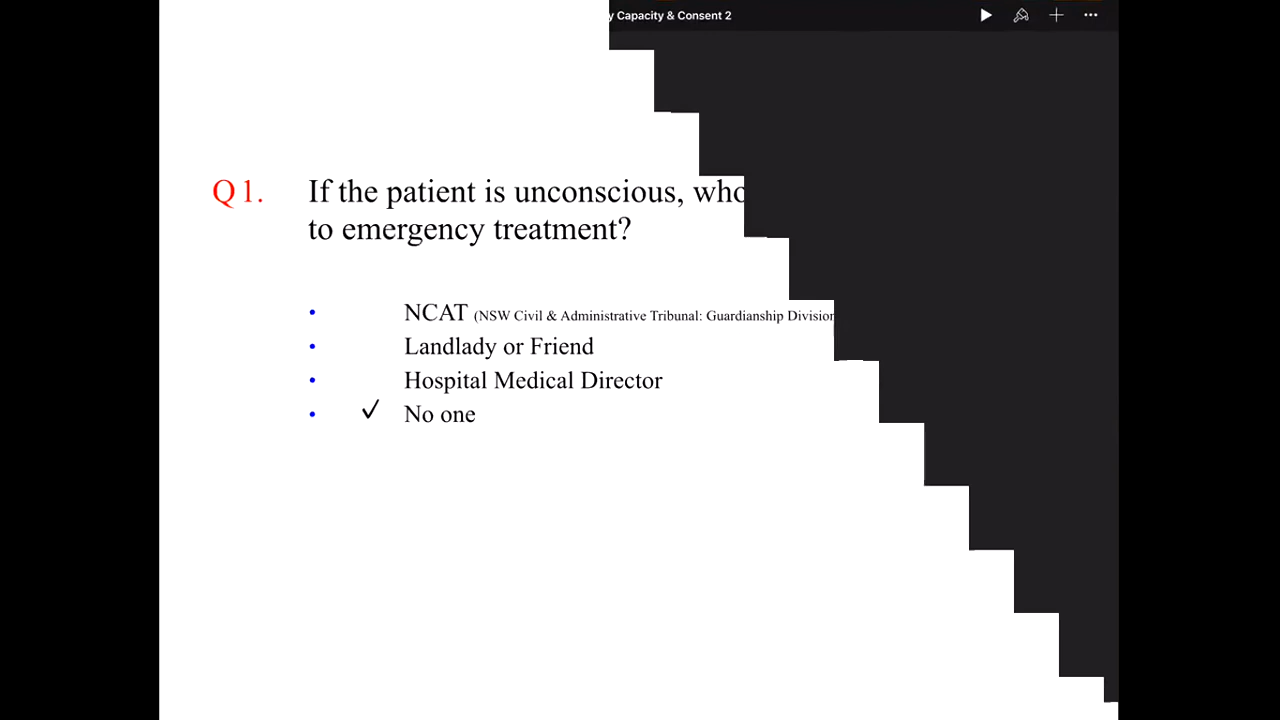 y Capacity & Consent 2
Q1. If the patient is unconscious, who
to emergency treatment?
• NCAT (NSW Civil & Administrative Tribunal: Guardianship Division
• Landlady or Friend
• Hospital Medical Director
• ✓ No one